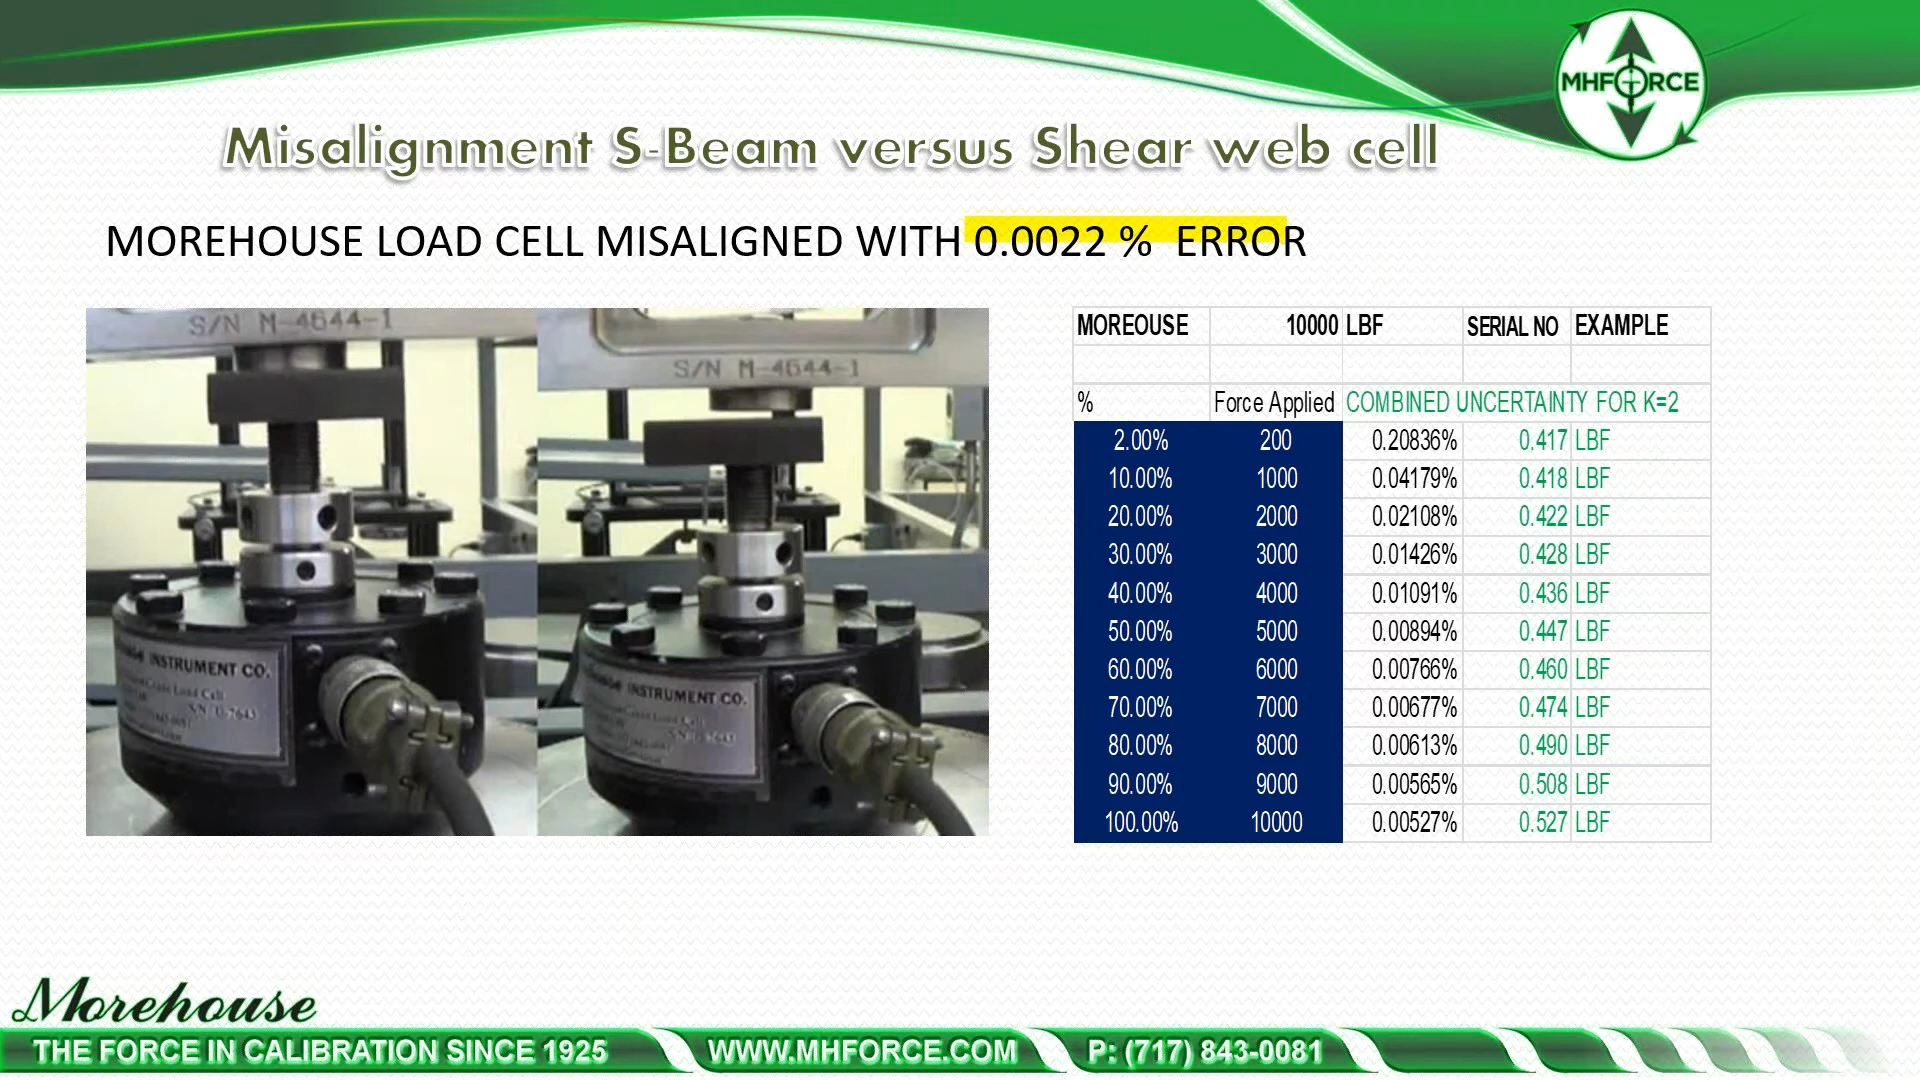 MHFORCE
Misalignment S-Beam versus Shear web cell
MOREHOUSE LOAD CELL MISALIGNED WITH 0.0022 % ERROR
S/N M-4644-1
S/N M-4644-1
INSTRUMENT CO.
Load Cell
S/N U-7643
INSTRUMENT CO.
Load Cell
MOREOUSE 10000 LBF SERIAL NO EXAMPLE
% Force Applied COMBINED UNCERTAINTY FOR K=2
2.00% 200 0.20836% 0.417 LBF
10.00% 1000 0.04179% 0.418 LBF
20.00% 2000 0.02108% 0.422 LBF
30.00% 3000 0.01426% 0.428 LBF
40.00% 4000 0.01091% 0.436 LBF
50.00% 5000 0.00894% 0.447 LBF
60.00% 6000 0.00766% 0.460 LBF
70.00% 7000 0.00677% 0.474 LBF
80.00% 8000 0.00613% 0.490 LBF
90.00% 9000 0.00565% 0.508 LBF
100.00% 10000 0.00527% 0.527 LBF
Morehouse
THE FORCE IN CALIBRATION SINCE 1925 WWW.MHFORCE.COM P: (717) 843-0081